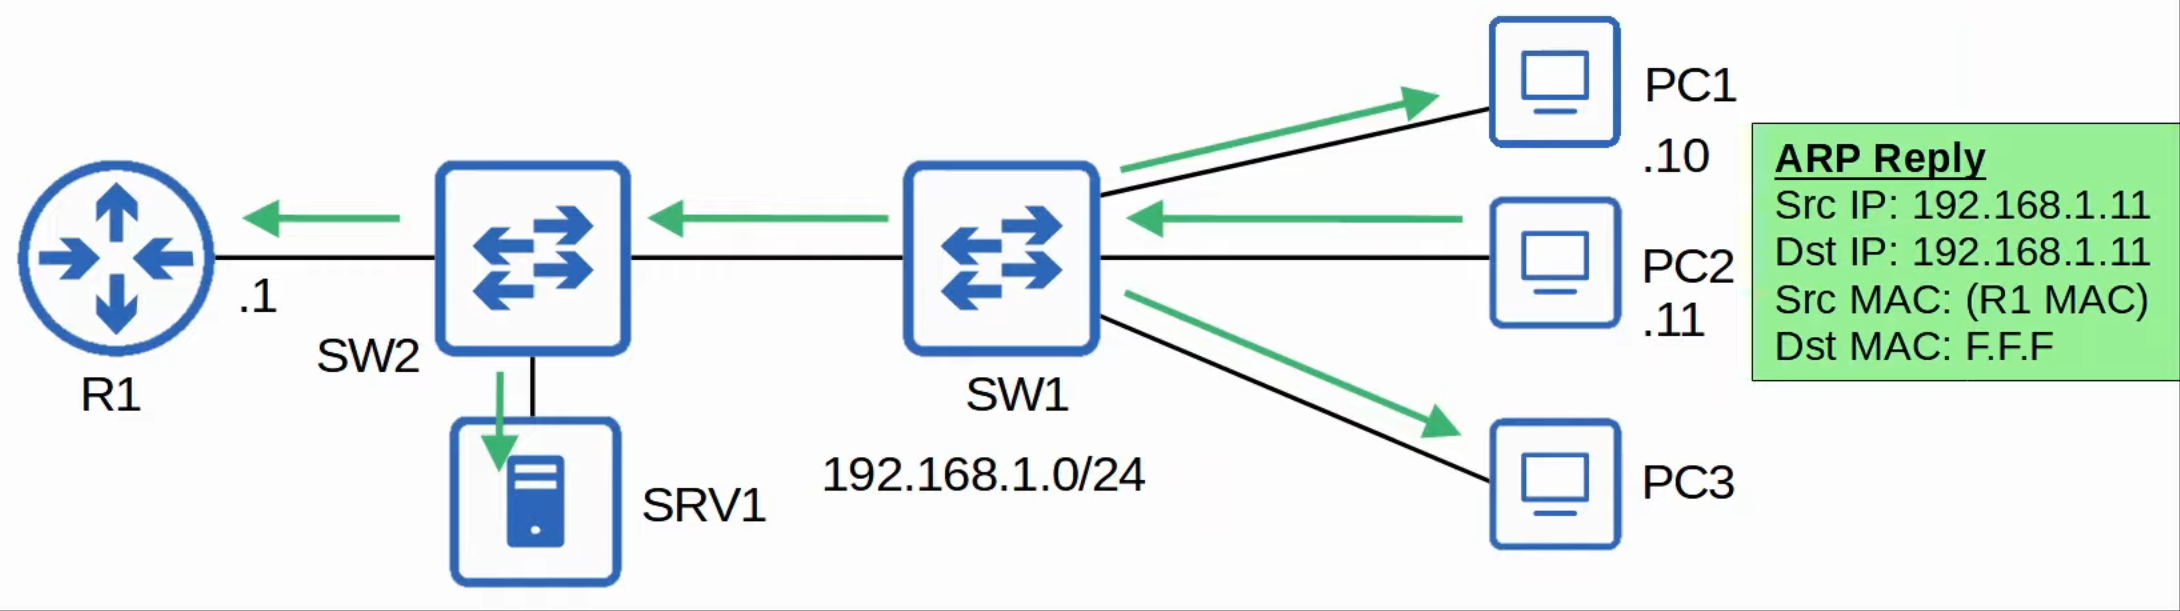 PC1
.10
ARP Reply
Src IP: 192.168.1.11
Dst IP: 192.168.1.11
Src MAC: (R1 MAC)
Dst MAC: F.F.F
PC2
.11
.1
SW2
R1
SW1
192.168.1.0/24
SRV1
PC3